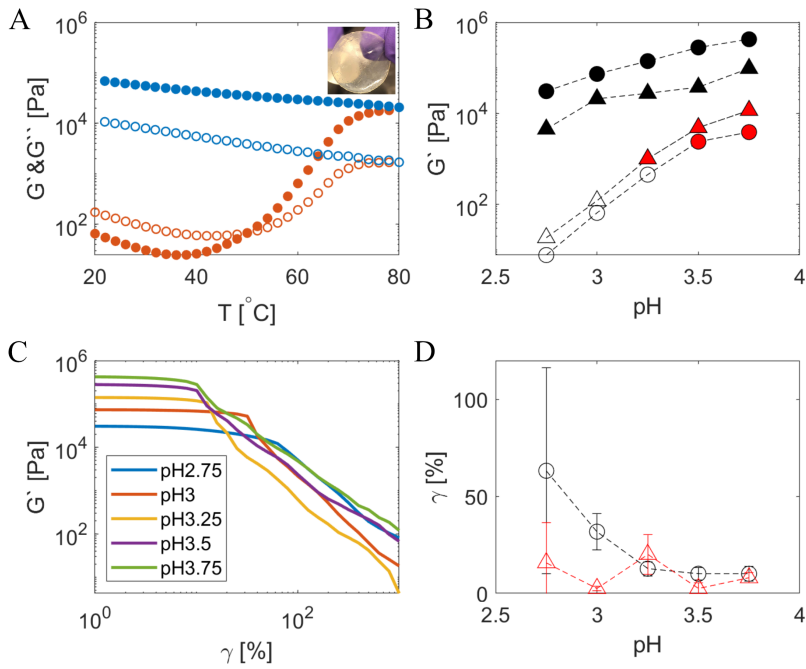 A
10^6
10^4
10^2
G`&G`` [Pa]
20
40
60
80
T [°C]
B
10^6
10^4
10^2
G` [Pa]
2.5
3
3.5
4
pH
C
10^6
10^4
10^2
G` [Pa]
pH2.75
pH3
pH3.25
pH3.5
pH3.75
10^0
10^2
γ [%]
D
100
50
0
γ [%]
2.5
3
3.5
4
pH